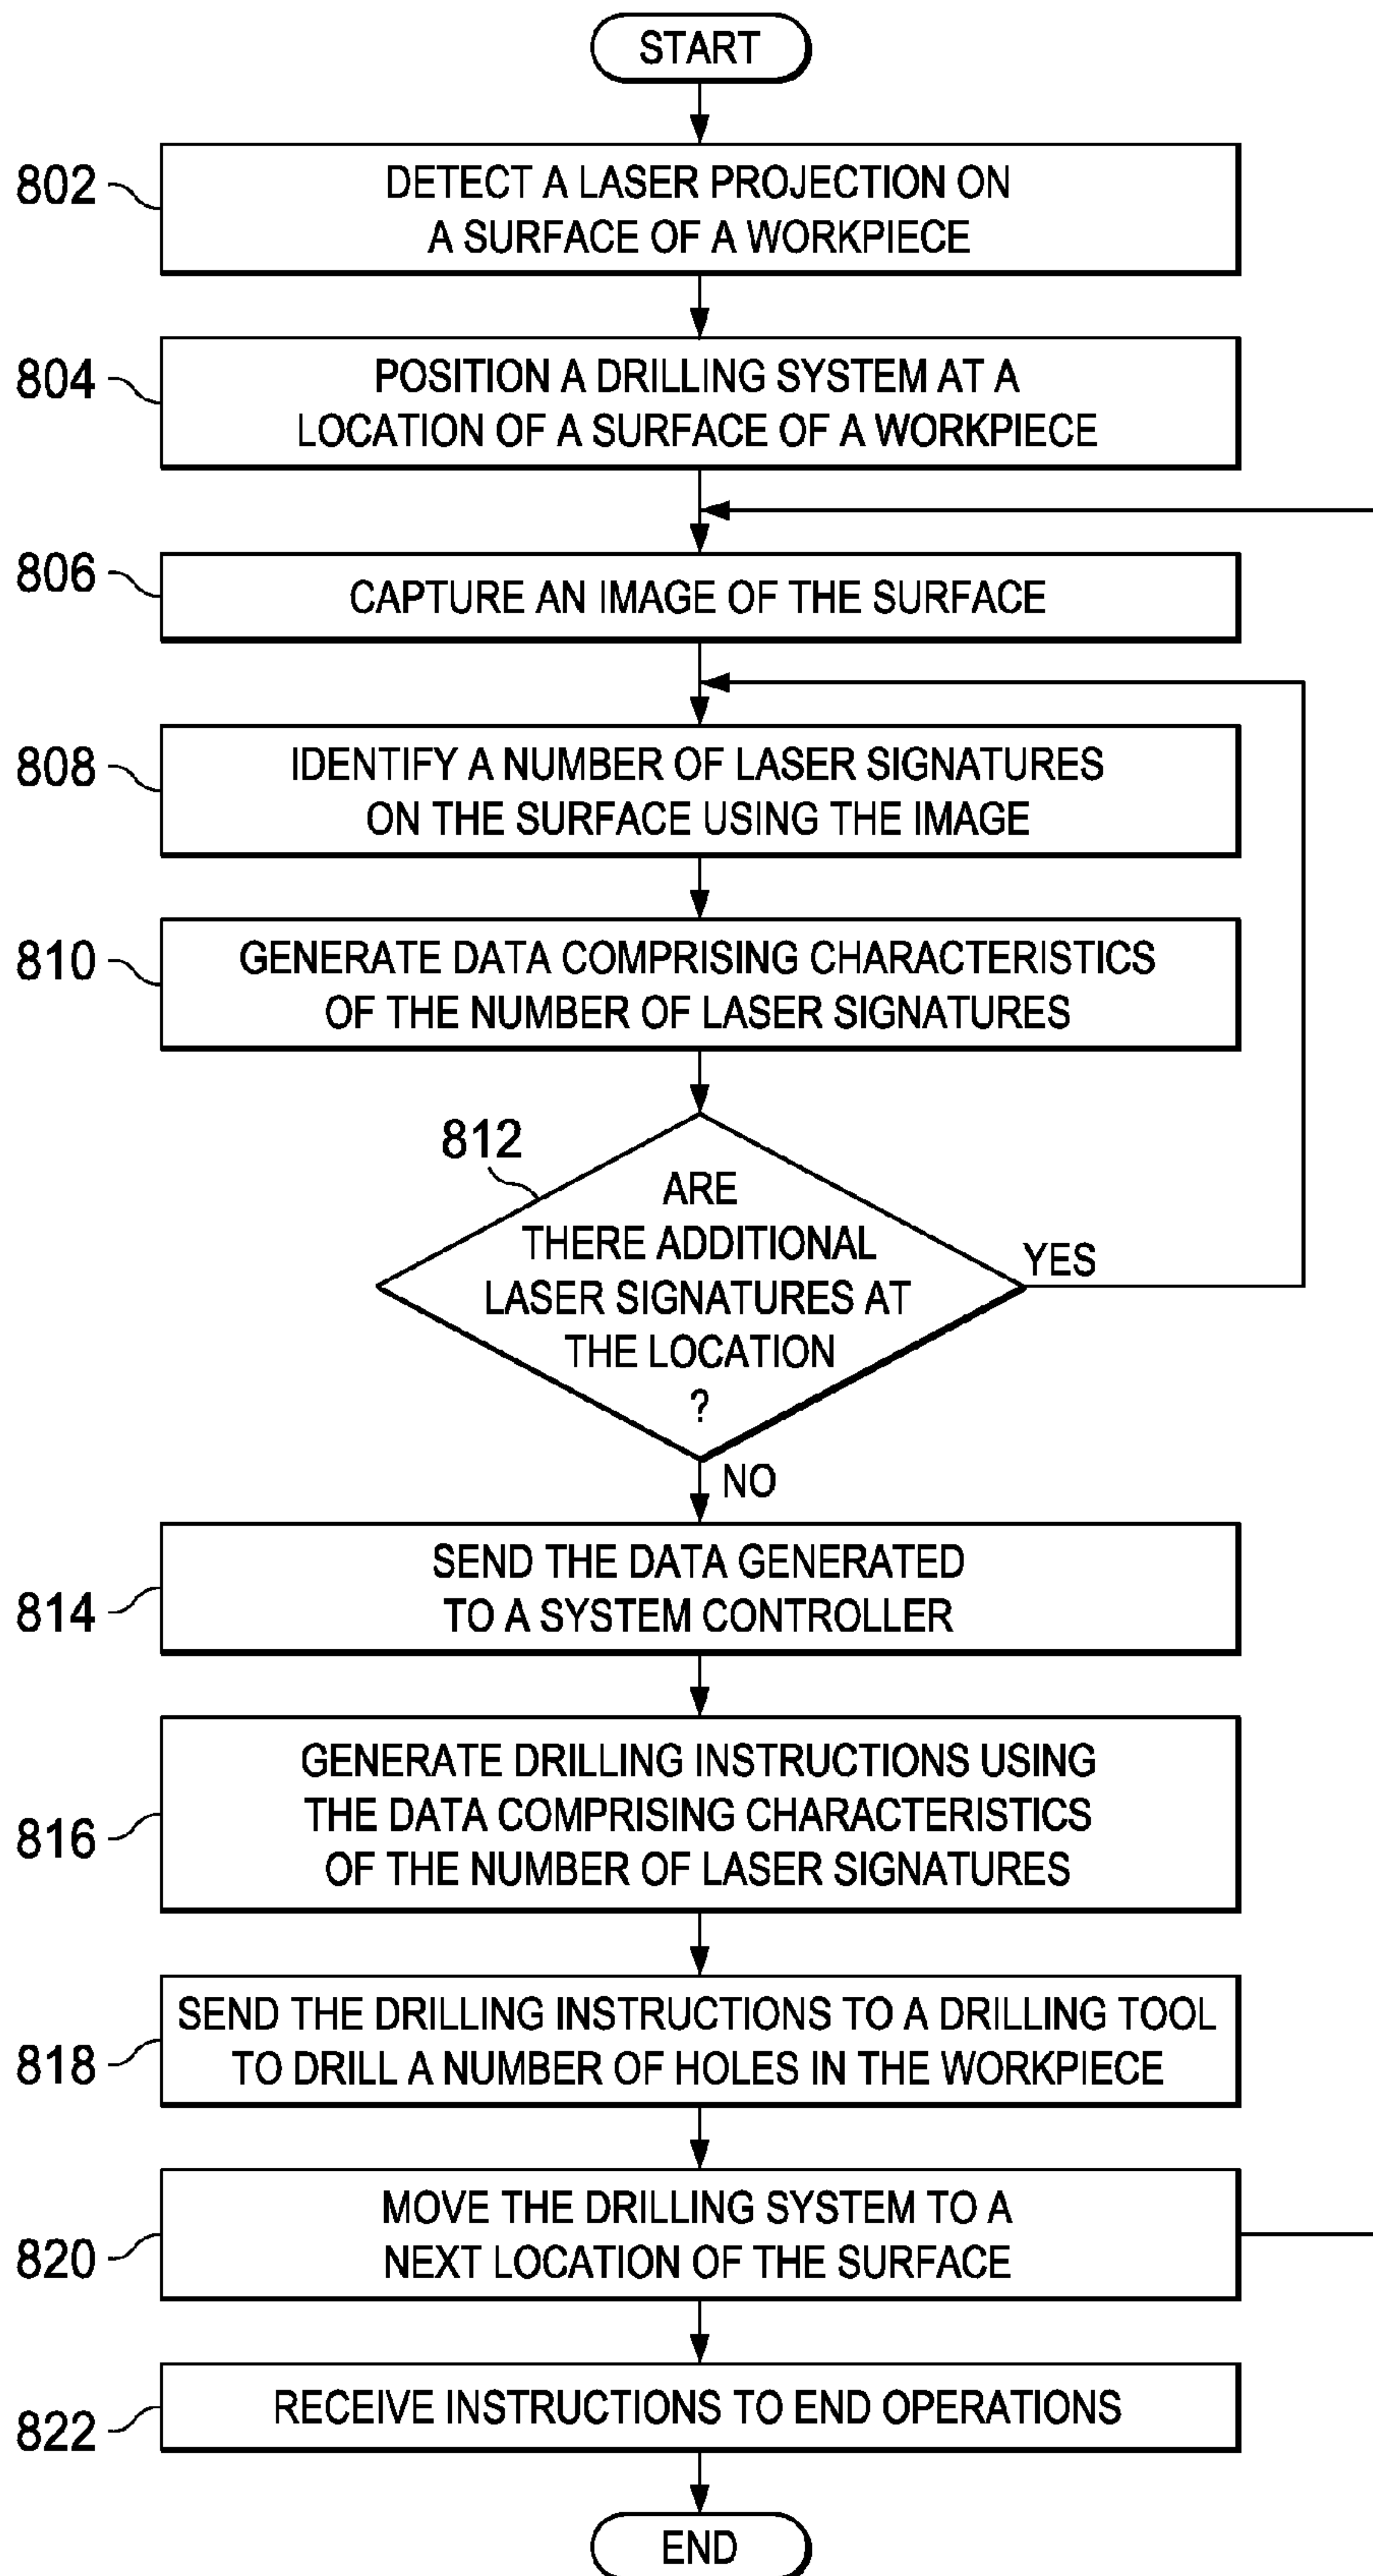 START
802
DETECT A LASER PROJECTION ON
A SURFACE OF A WORKPIECE
804
POSITION A DRILLING SYSTEM AT A
LOCATION OF A SURFACE OF A WORKPIECE
806
CAPTURE AN IMAGE OF THE SURFACE
808
IDENTIFY A NUMBER OF LASER SIGNATURES
ON THE SURFACE USING THE IMAGE
810
GENERATE DATA COMPRISING CHARACTERISTICS
OF THE NUMBER OF LASER SIGNATURES
812
ARE
THERE ADDITIONAL
LASER SIGNATURES AT
THE LOCATION
?
YES
NO
814
SEND THE DATA GENERATED
TO A SYSTEM CONTROLLER
816
GENERATE DRILLING INSTRUCTIONS USING
THE DATA COMPRISING CHARACTERISTICS
OF THE NUMBER OF LASER SIGNATURES
818
SEND THE DRILLING INSTRUCTIONS TO A DRILLING TOOL
TO DRILL A NUMBER OF HOLES IN THE WORKPIECE
820
MOVE THE DRILLING SYSTEM TO A
NEXT LOCATION OF THE SURFACE
822
RECEIVE INSTRUCTIONS TO END OPERATIONS
END